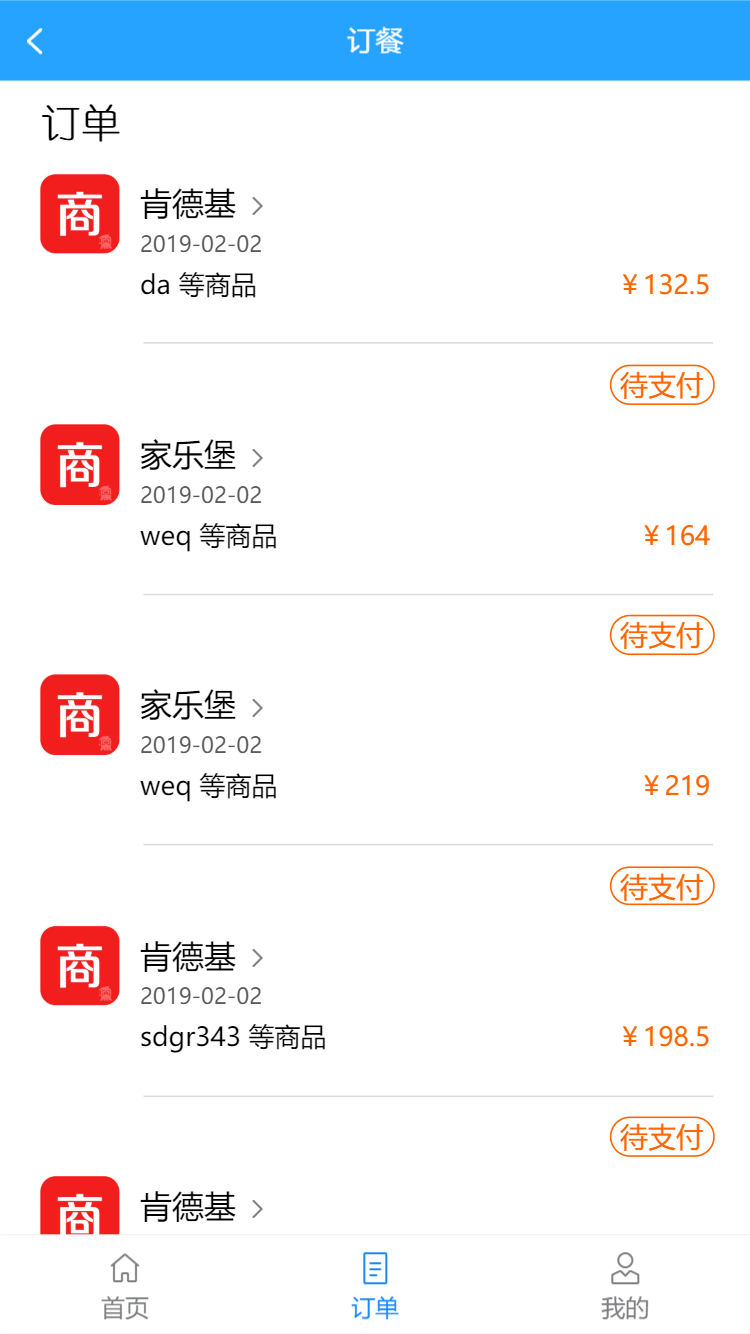 订餐
订单
商
肯德基
2019-02-02
da 等商品
￥132.5
待支付
商
家乐堡
2019-02-02
weq 等商品
￥164
待支付
商
家乐堡
2019-02-02
weq 等商品
￥219
待支付
商
肯德基
2019-02-02
sdgr343 等商品
￥198.5
待支付
商
肯德基
首页
订单
我的